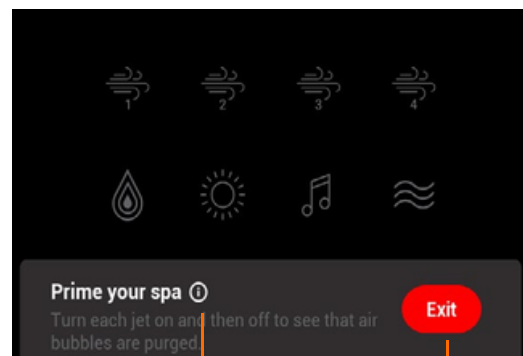 1 2 3 4
Prime your spa
Exit
Turn each jet on and then off to see that air
bubbles are purged.